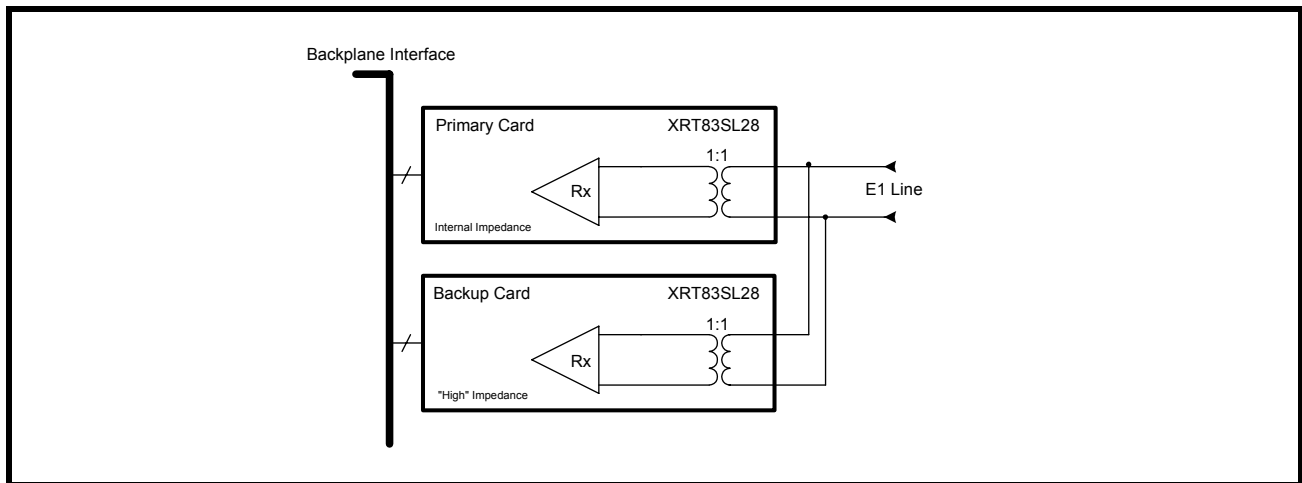 Backplane Interface
Primary Card
XRT83SL28
1:1
Rx
E1 Line
Internal Impedance
Backup Card
XRT83SL28
1:1
Rx
"High" Impedance